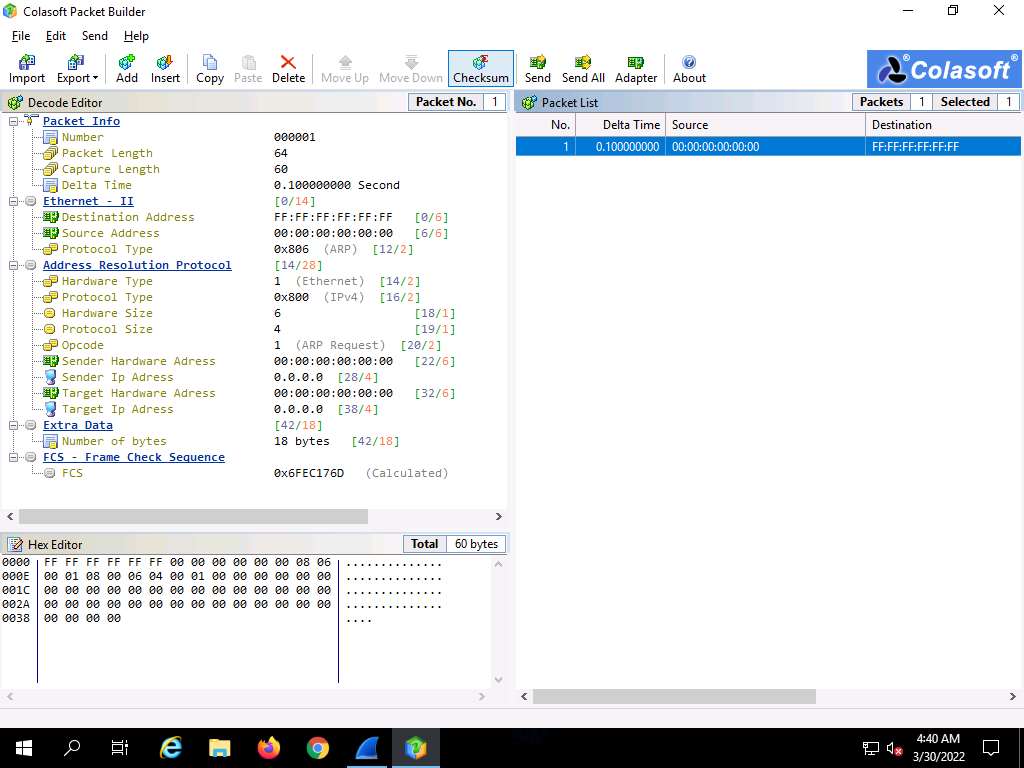 Colasoft Packet Builder
File Edit Send Help
Import Export Add Insert Copy Paste Delete Move Up Move Down Checksum Send Send All Adapter About
Colasoft®
Decode Editor Packet No. 1
Packet List Packets 1 Selected 1
Packet Info
Number 000001
Packet Length 64
Capture Length 60
Delta Time 0.100000000 Second
Ethernet - II [0/14]
Destination Address FF:FF:FF:FF:FF:FF [0/6]
Source Address 00:00:00:00:00:00 [6/6]
Protocol Type 0x806 (ARP) [12/2]
Address Resolution Protocol [14/28]
Hardware Type 1 (Ethernet) [14/2]
Protocol Type 0x800 (IPv4) [16/2]
Hardware Size 6 [18/1]
Protocol Size 4 [19/1]
Opcode 1 (ARP Request) [20/2]
Sender Hardware Adress 00:00:00:00:00:00 [22/6]
Sender Ip Adress 0.0.0.0 [28/4]
Target Hardware Adress 00:00:00:00:00:00 [32/6]
Target Ip Adress 0.0.0.0 [38/4]
Extra Data [42/18]
Number of bytes 18 bytes [42/18]
FCS - Frame Check Sequence
FCS 0x6FEC176D (Calculated)
No. Delta Time Source Destination
1 0.100000000 00:00:00:00:00:00 FF:FF:FF:FF:FF:FF
Hex Editor Total 60 bytes
0000 FF FF FF FF FF FF 00 00 00 00 00 00 08 06 ..............
000E 00 01 08 00 06 04 00 01 00 00 00 00 00 00 ..............
001C 00 00 00 00 00 00 00 00 00 00 00 00 00 00 ..............
002A 00 00 00 00 00 00 00 00 00 00 00 00 00 00 ..............
0038 00 00 00 00 ....
4:40 AM
3/30/2022